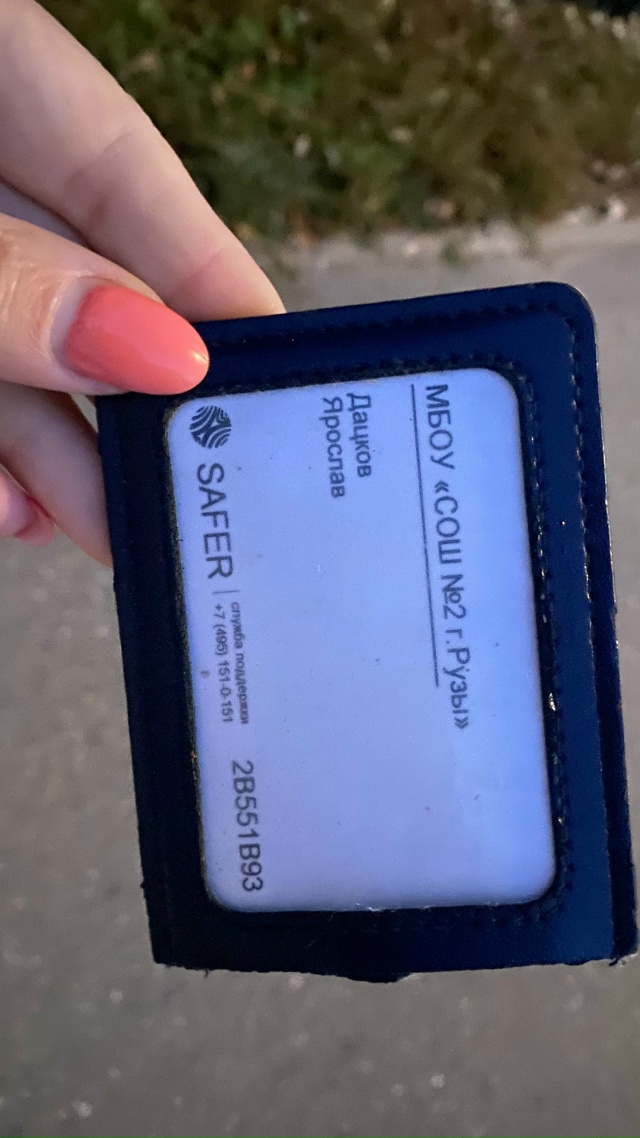 МБОУ «СОШ №2 г.Рузы»
Дацков
Ярослав
SAFER
служба поддержки
+7 (495) 151-0-151
2B551B93